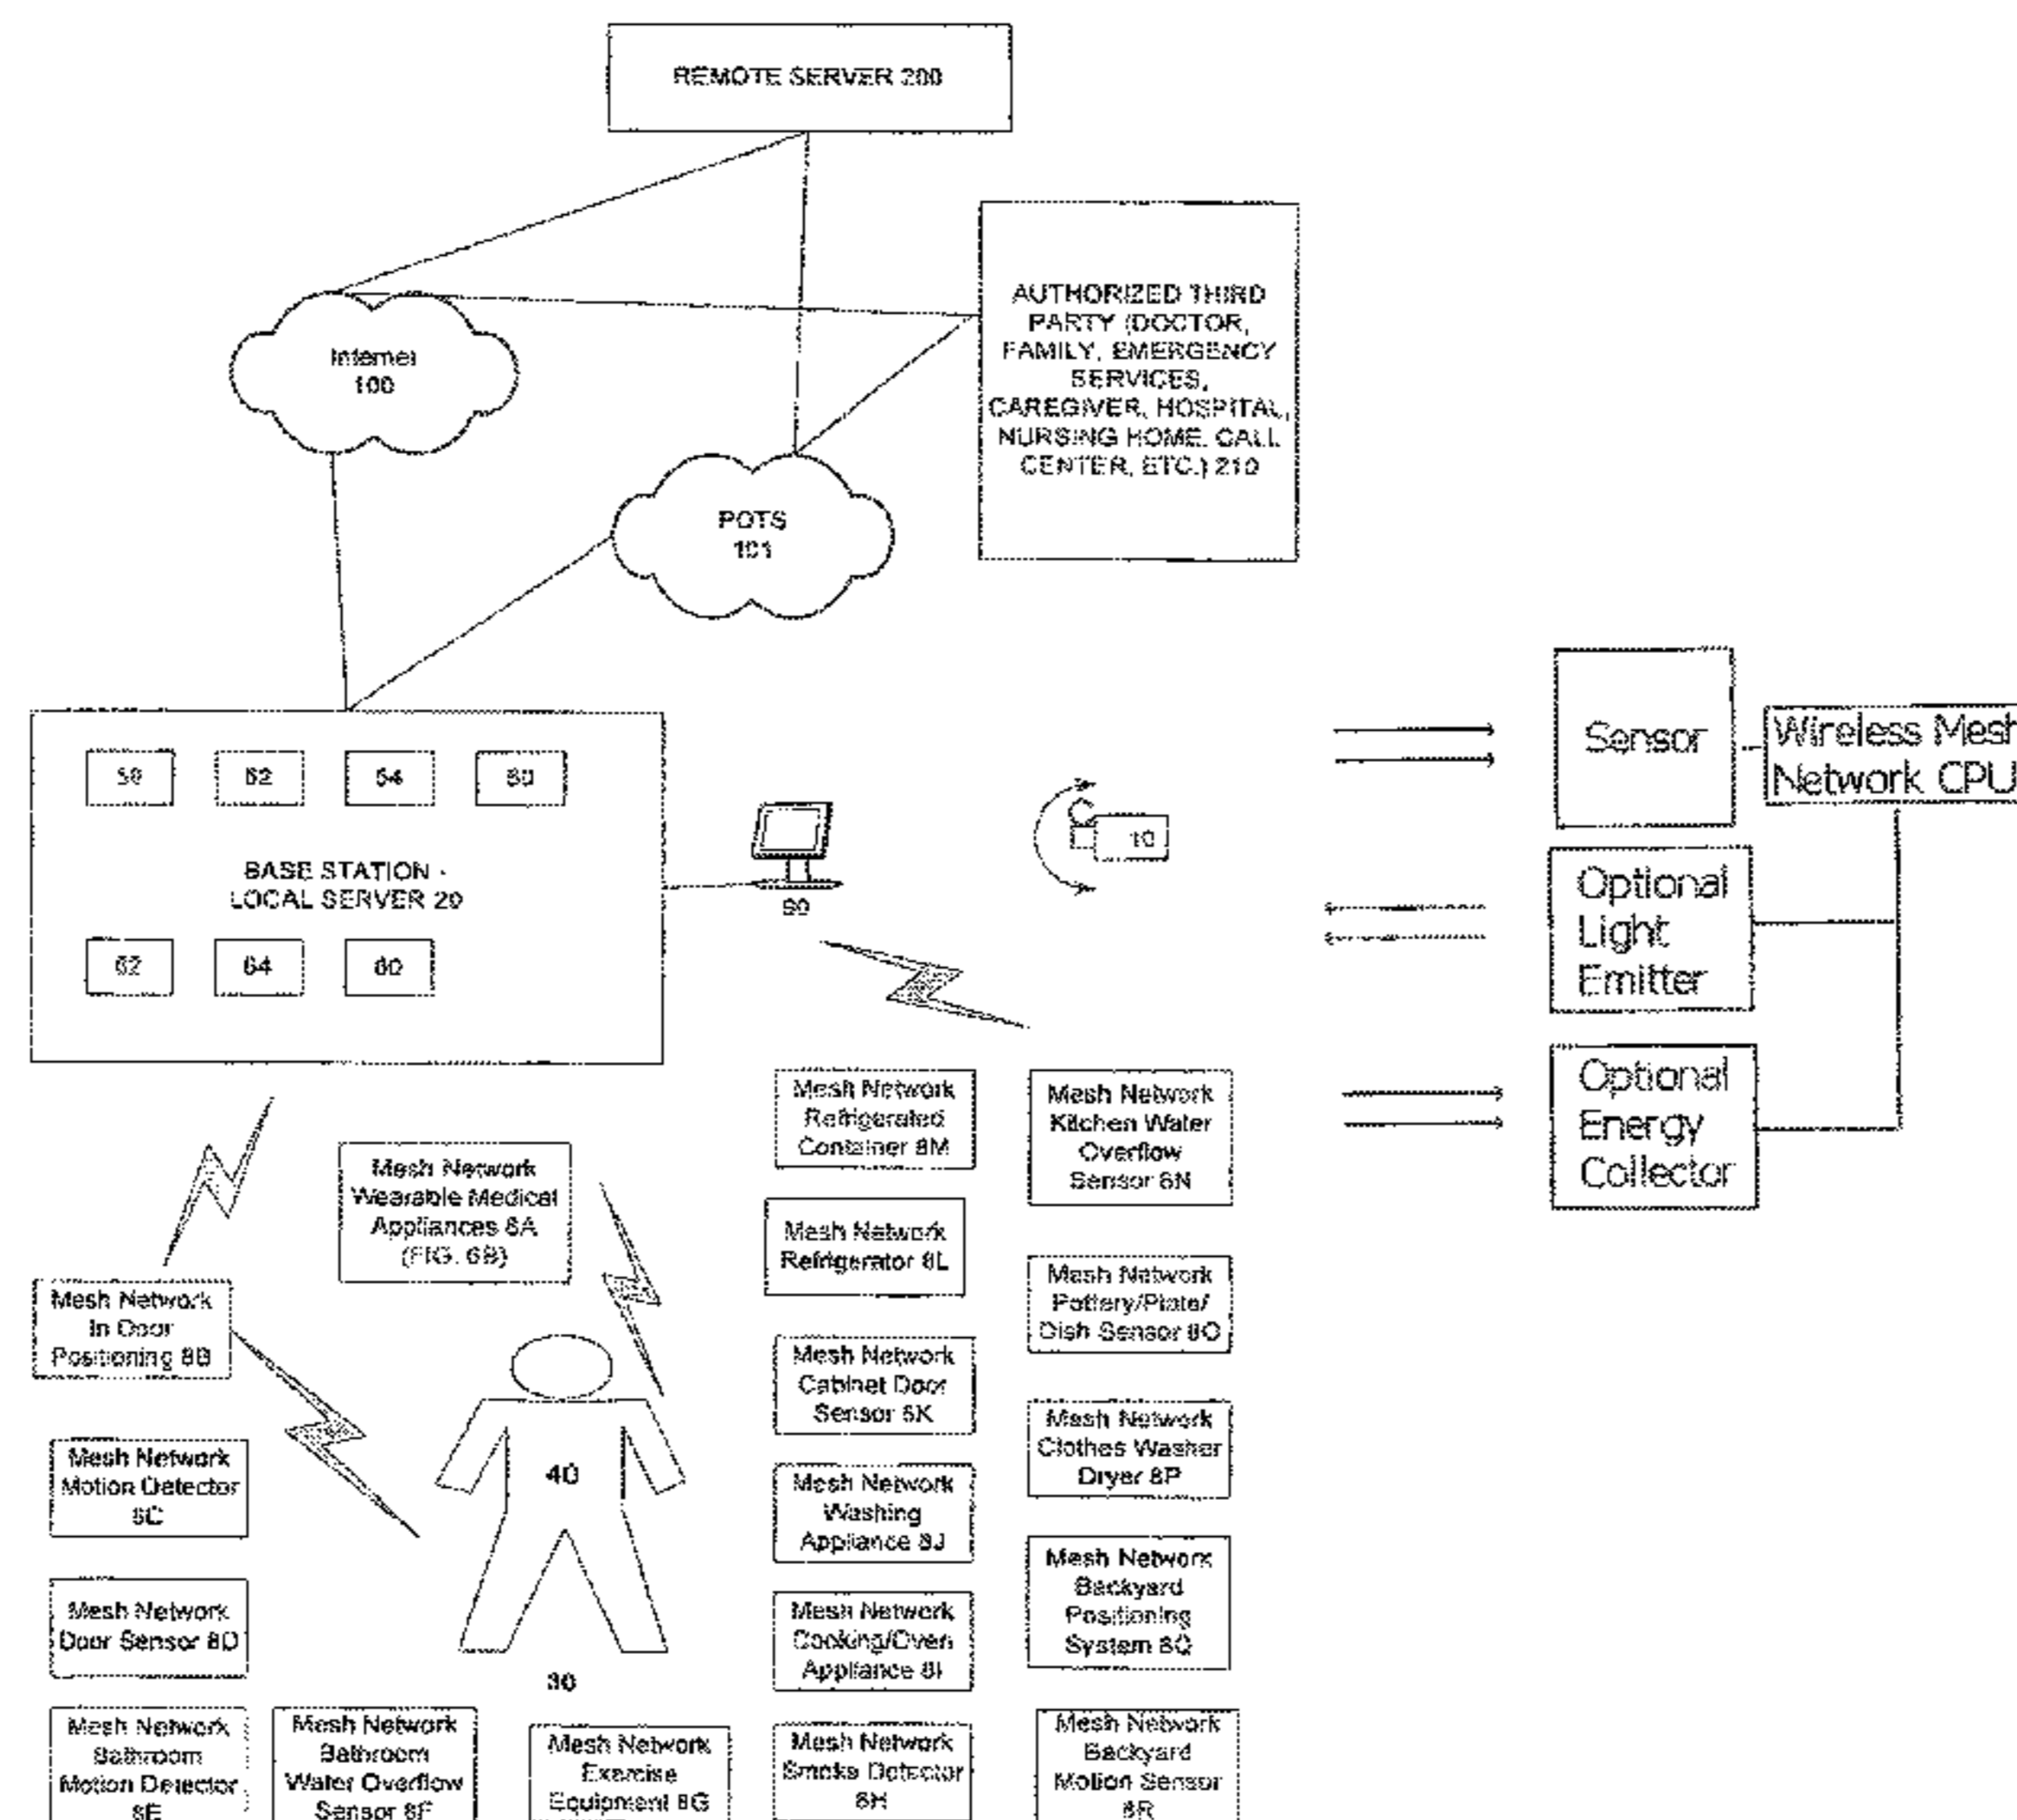 REMOTE SERVER 200
AUTHORIZED THIRD
PARTY (DOCTOR,
FAMILY, EMERGENCY
SERVICES,
CAREGIVER, HOSPITAL,
NURSING HOME, CALL
CENTER, ETC.) 210
Internet
100
POTS
101
54
BASE STATION -
LOCAL SERVER 20
62
64
60
90
10
Sensor
Wireless Mesh
Network CPU
Optional
Light
Emitter
Optional
Energy
Collector
Mesh Network
Wearable Medical
Appliances 8A
(FIG. 6B)
Mesh Network
In Door
Positioning 8B
Mesh Network
Motion Detector
8C
Mesh Network
Door Sensor 8D
Mesh Network
Bathroom
Motion Detector
8E
Mesh Network
Bathroom
Water Overflow
Sensor 8F
40
30
Mesh Network
Exercise
Equipment 8G
Mesh Network
Refrigerated
Container 8M
Mesh Network
Refrigerator 8L
Mesh Network
Cabinet Door
Sensor 8K
Mesh Network
Washing
Appliance 8J
Mesh Network
Cooking/Oven
Appliance 8I
Mesh Network
Smoke Detector
8H
Mesh Network
Kitchen Water
Overflow
Sensor 8N
Mesh Network
Pottery/Plate/
Dish Sensor 8O
Mesh Network
Clothes Washer
Dryer 8P
Mesh Network
Backyard
Positioning
System 8Q
Mesh Network
Backyard
Motion Sensor
8R